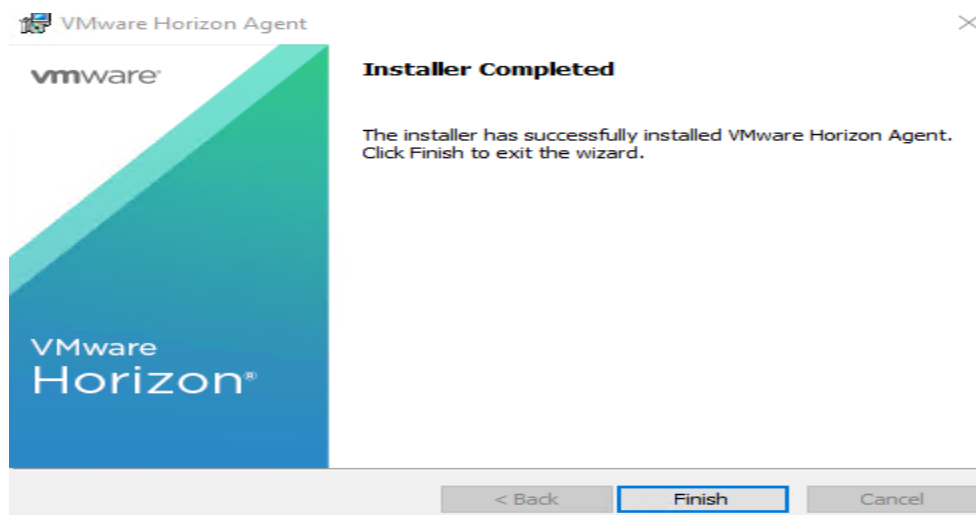 VMware Horizon Agent
vmware®
Installer Completed
The installer has successfully installed VMware Horizon Agent.
Click Finish to exit the wizard.
VMware
Horizon®
< Back
Finish
Cancel